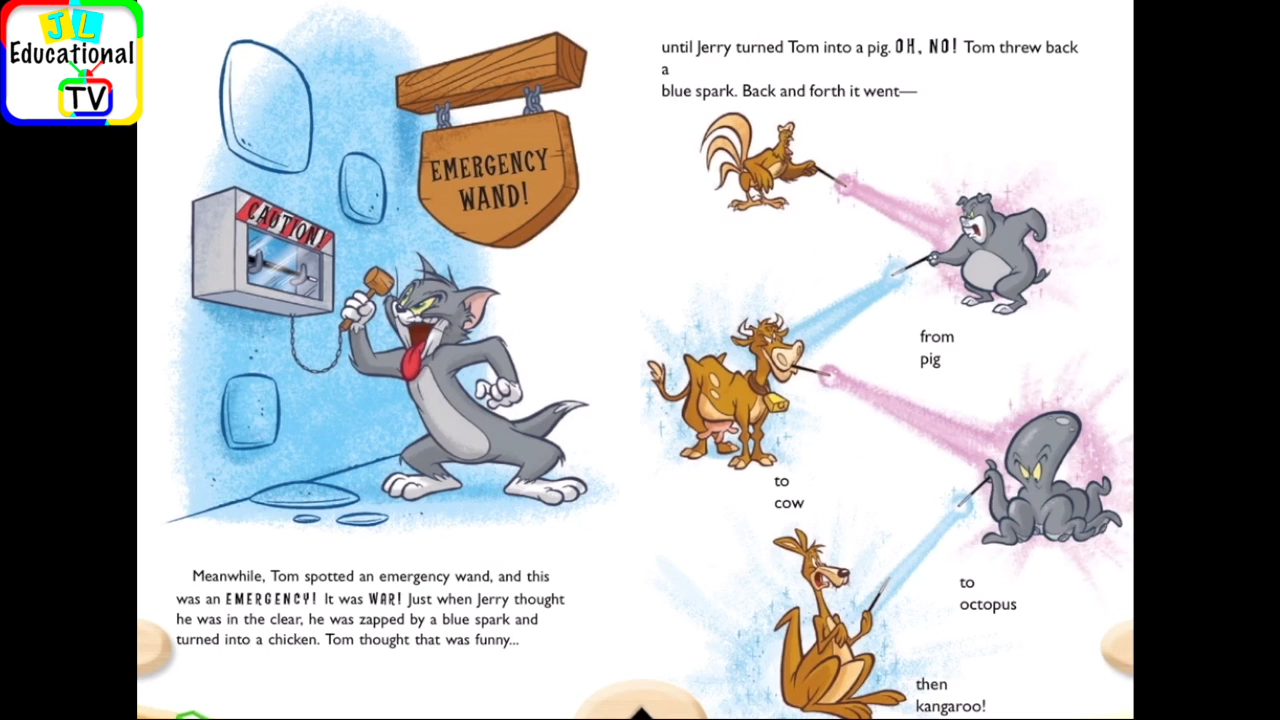 JL
Educational
TV
EMERGENCY
WAND!
CAUTION!
Meanwhile, Tom spotted an emergency wand, and this
was an EMERGENCY! It was WAR! Just when Jerry thought
he was in the clear, he was zapped by a blue spark and
turned into a chicken. Tom thought that was funny...
until Jerry turned Tom into a pig. OH, NO! Tom threw back
a
blue spark. Back and forth it went—
from
pig
to
cow
to
octopus
then
kangaroo!